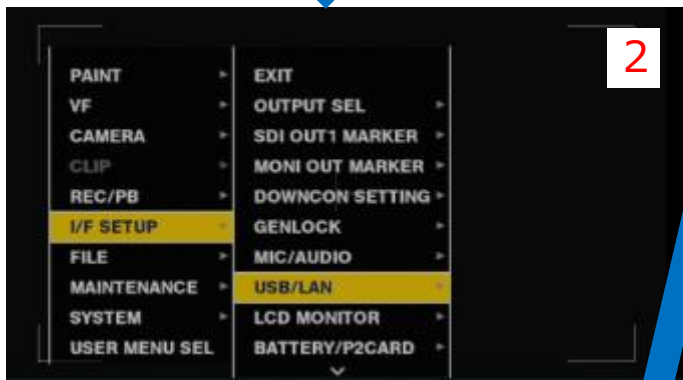 2
PAINT
VF
CAMERA
CLIP
REC/PB
I/F SETUP
FILE
MAINTENANCE
SYSTEM
USER MENU SEL
EXIT
OUTPUT SEL
SDI OUT1 MARKER
MONI OUT MARKER
DOWNCON SETTING
GENLOCK
MIC/AUDIO
USB/LAN
LCD MONITOR
BATTERY/P2CARD